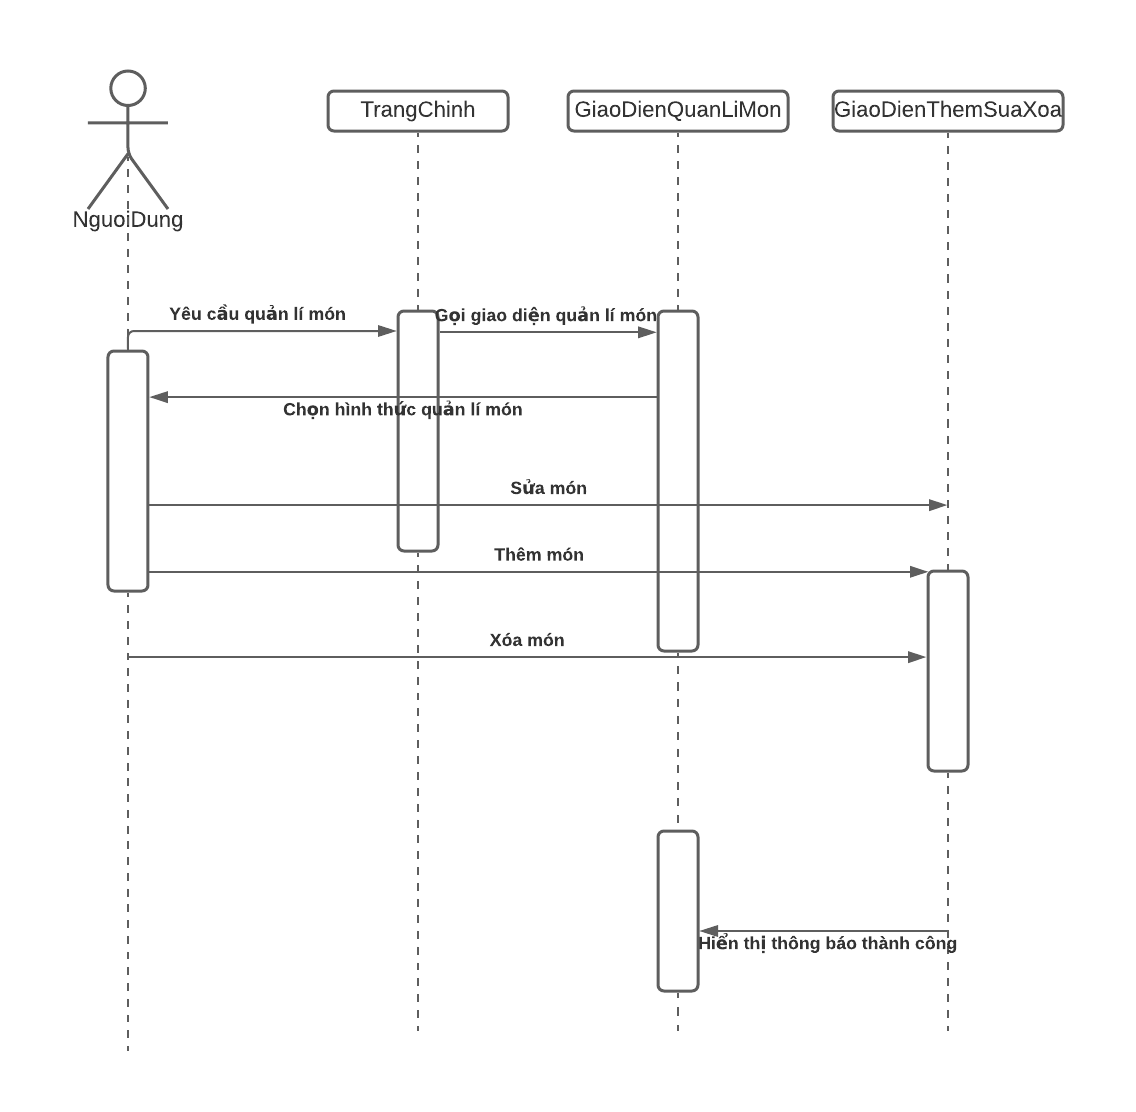 TrangChinh
GiaoDienQuanLiMon
GiaoDienThemSuaXoa
NguoiDung
Yêu cầu quản lí món
Gọi giao diện quản lí món
Chọn hình thức quản lí món
Sửa món
Thêm món
Xóa món
Hiển thị thông báo thành công